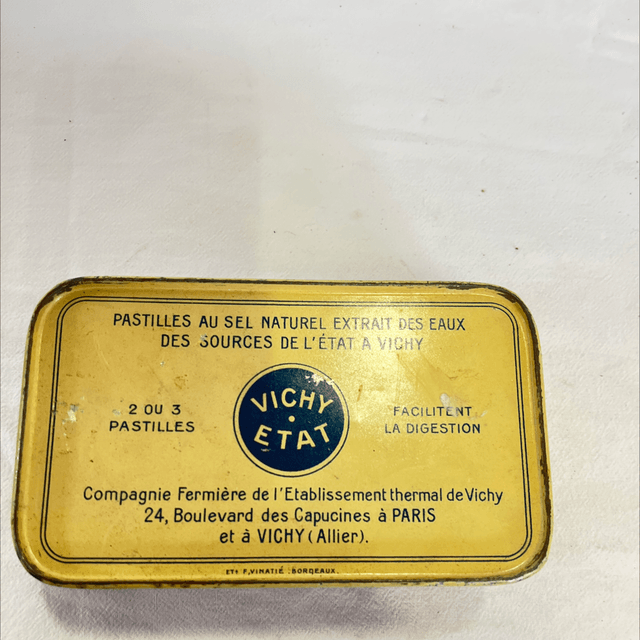 PASTILLES AU SEL NATUREL EXTRAIT DES EAUX
DES SOURCES DE L'ÉTAT A VICHY
2 OU 3
PASTILLES
VICHY
ETAT
FACILITENT
LA DIGESTION
Compagnie Fermière de l'Etablissement thermal de Vichy
24, Boulevard des Capucines à PARIS
et à VICHY (Allier).
ETS F. VINATIÉ . BORDEAUX.